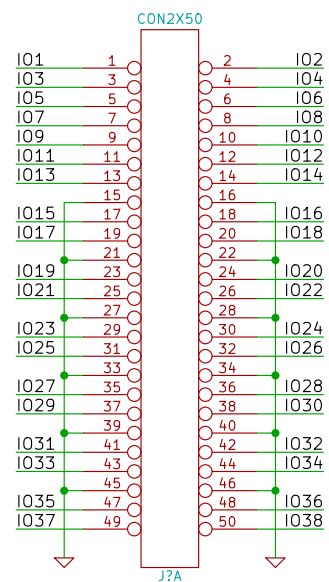 CON2X50
IO1 1 2 IO2
IO3 3 4 IO4
IO5 5 6 IO6
IO7 7 8 IO8
IO9 9 10 IO10
IO11 11 12 IO12
IO13 13 14 IO14
15 16
IO15 17 18 IO16
IO17 19 20 IO18
21 22
IO19 23 24 IO20
IO21 25 26 IO22
27 28
IO23 29 30 IO24
IO25 31 32 IO26
33 34
IO27 35 36 IO28
IO29 37 38 IO30
39 40
IO31 41 42 IO32
IO33 43 44 IO34
45 46
IO35 47 48 IO36
IO37 49 50 IO38
J?A